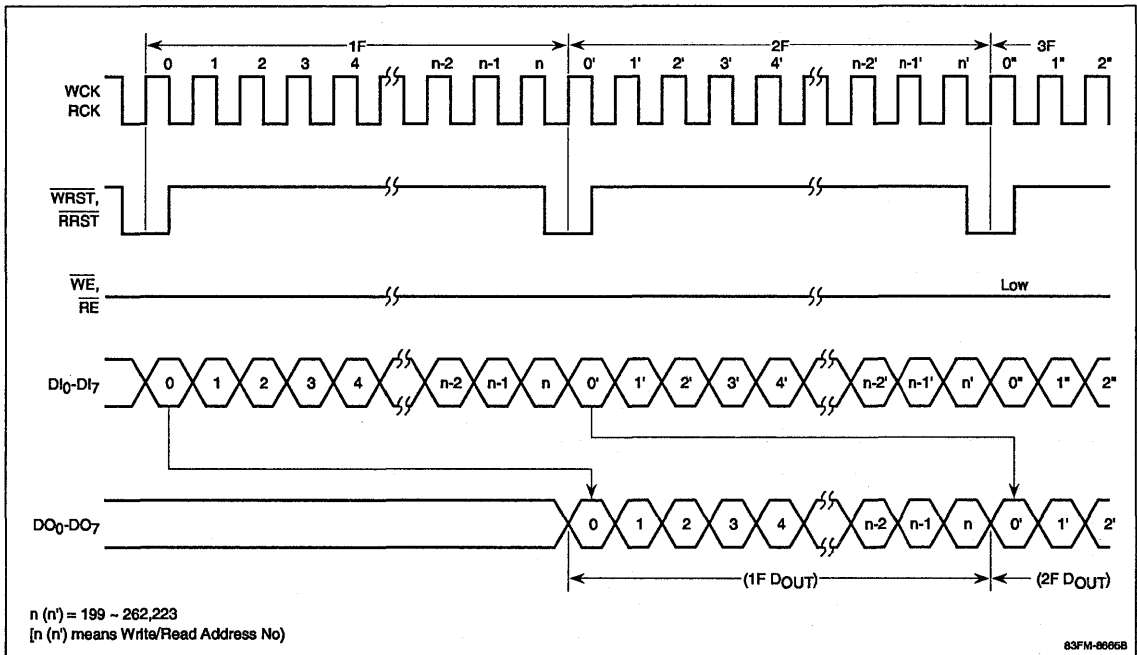 1F 2F 3F
0 1 2 3 4 n-2 n-1 n 0' 1' 2' 3' 4' n-2' n-1' n' 0" 1" 2"
WCK
RCK
WRST,
RRST
WE,
RE
Low
DI0-DI7 0 1 2 3 4 n-2 n-1 n 0' 1' 2' 3' 4' n-2' n-1' n' 0" 1" 2"
DO0-DO7 0 1 2 3 4 n-2 n-1 n 0' 1' 2'
(1F DOUT) (2F DOUT)
n (n') = 199 ~ 262,223
[n (n') means Write/Read Address No)
83FM-8665B